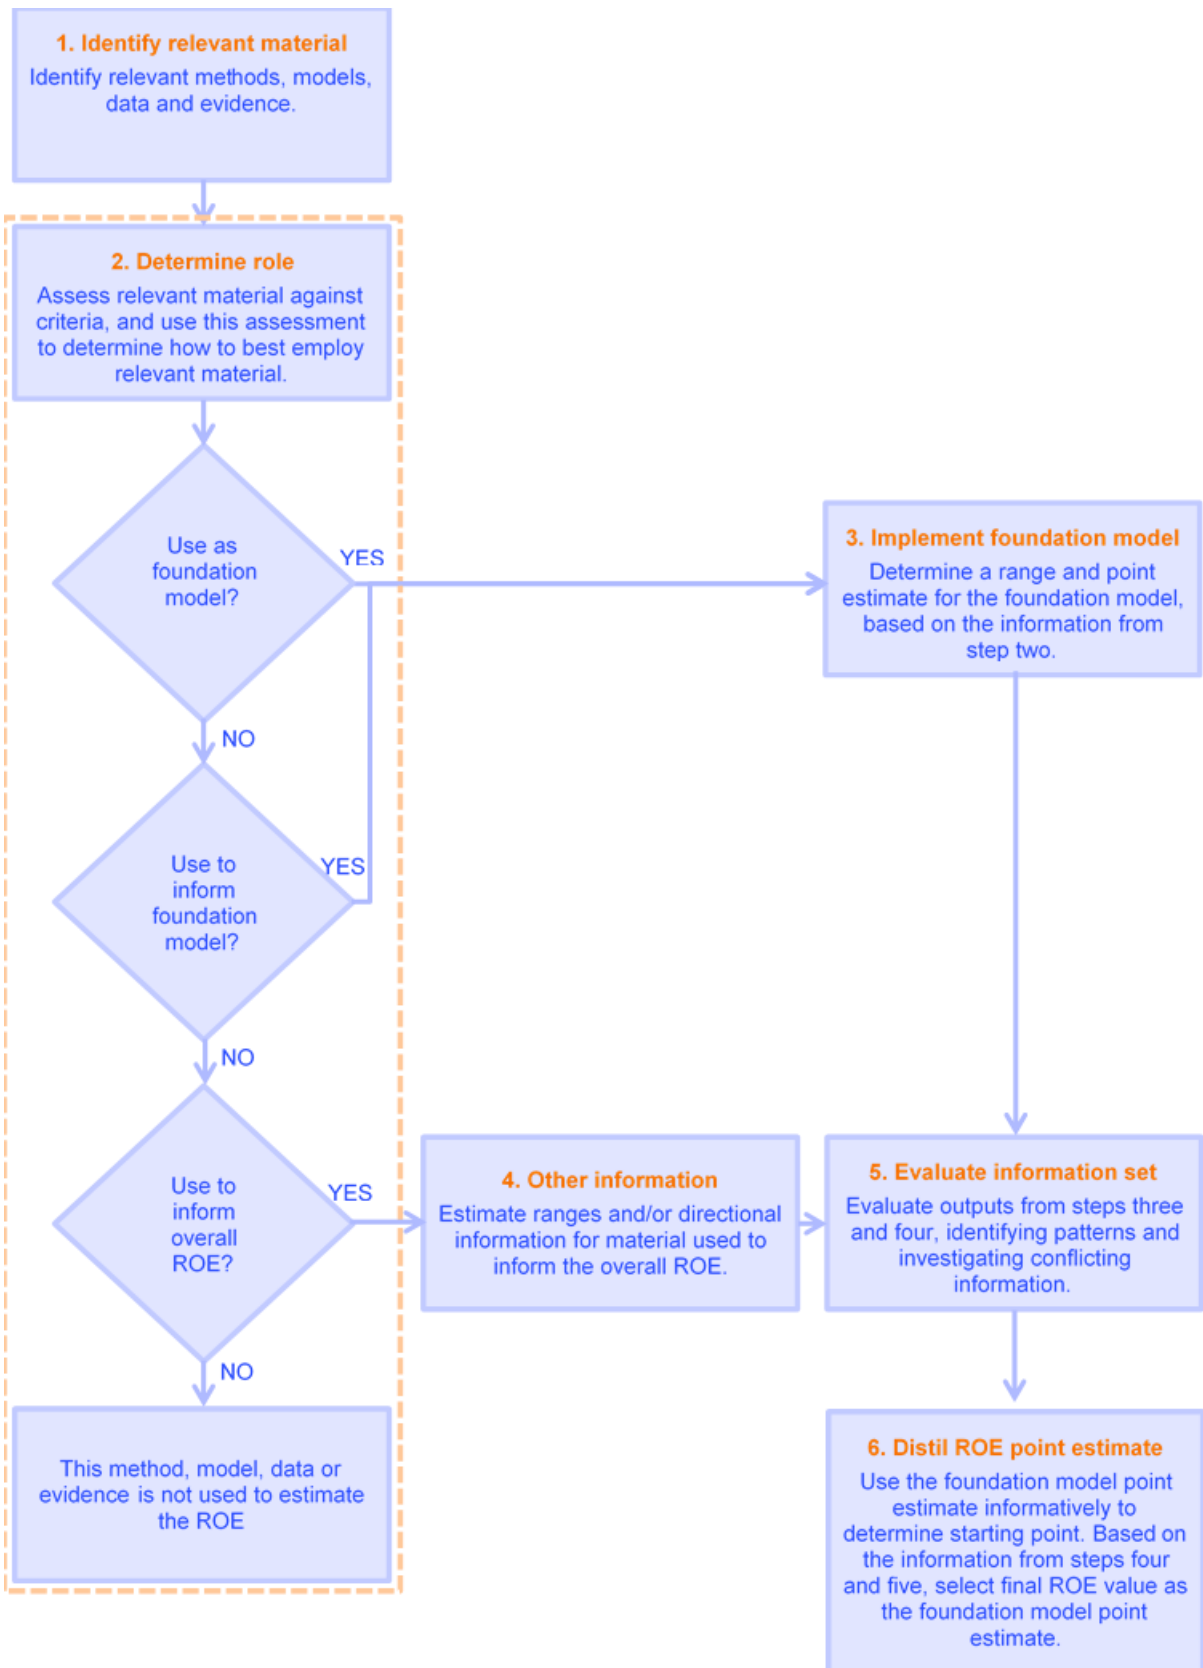 1. Identify relevant material
Identify relevant methods, models,
data and evidence.
2. Determine role
Assess relevant material against
criteria, and use this assessment
to determine how to best employ
relevant material.
Use as
foundation
model?
YES
NO
3. Implement foundation model
Determine a range and point
estimate for the foundation model,
based on the information from
step two.
Use to
inform
foundation
model?
YES
NO
Use to
inform
overall
ROE?
YES
NO
4. Other information
Estimate ranges and/or directional
information for material used to
inform the overall ROE.
5. Evaluate information set
Evaluate outputs from steps three
and four, identifying patterns and
investigating conflicting
information.
This method, model, data or
evidence is not used to estimate
the ROE
6. Distil ROE point estimate
Use the foundation model point
estimate informatively to
determine starting point. Based on
the information from steps four
and five, select final ROE value as
the foundation model point
estimate.